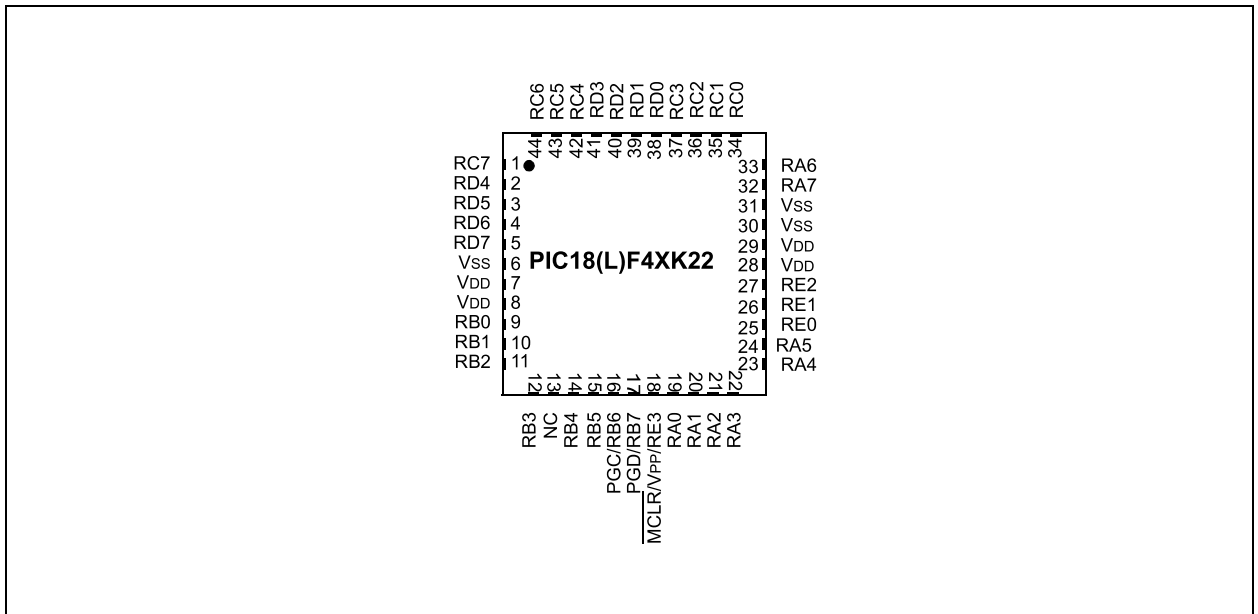 RC6 RC5 RC4 RD3 RD2 RD1 RD0 RC3 RC2 RC1 RC0
44 43 42 41 40 39 38 37 36 35 34
RC7 1 33 RA6
RD4 2 32 RA7
RD5 3 31 VSS
RD6 4 30 VSS
RD7 5 29 VDD
VSS 6 PIC18(L)F4XK22 28 VDD
VDD 7 27 RE2
VDD 8 26 RE1
RB0 9 25 RE0
RB1 10 24 RA5
RB2 11 23 RA4
12 13 14 15 16 17 18 19 20 21 22
RB3 NC RB4 RB5 PGC/RB6 PGD/RB7 MCLR/VPP/RE3 RA0 RA1 RA2 RA3